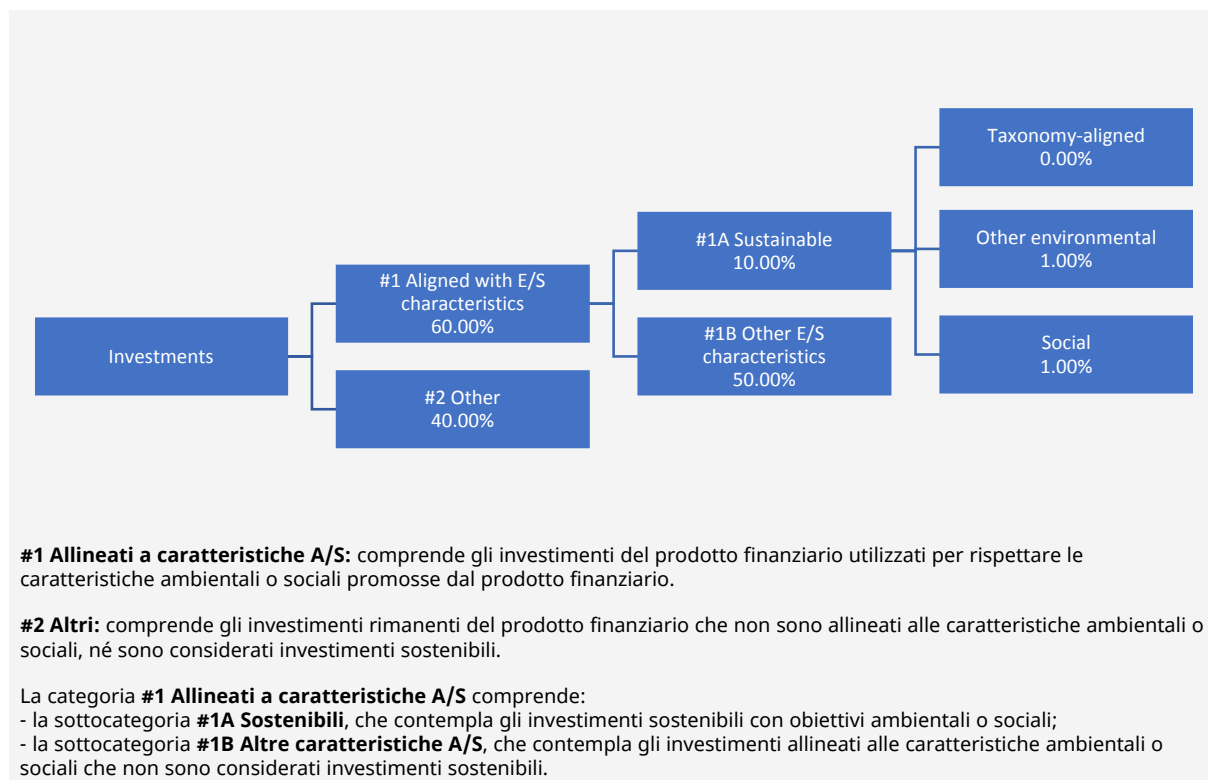 Investments
#1 Aligned with E/S
characteristics
60.00%
#2 Other
40.00%
#1A Sustainable
10.00%
#1B Other E/S
characteristics
50.00%
Taxonomy-aligned
0.00%
Other environmental
1.00%
Social
1.00%
#1 Allineati a caratteristiche A/S: comprende gli investimenti del prodotto finanziario utilizzati per rispettare le
caratteristiche ambientali o sociali promosse dal prodotto finanziario.
#2 Altri: comprende gli investimenti rimanenti del prodotto finanziario che non sono allineati alle caratteristiche ambientali o
sociali, né sono considerati investimenti sostenibili.
La categoria #1 Allineati a caratteristiche A/S comprende:
- la sottocategoria #1A Sostenibili, che contempla gli investimenti sostenibili con obiettivi ambientali o sociali;
- la sottocategoria #1B Altre caratteristiche A/S, che contempla gli investimenti allineati alle caratteristiche ambientali o
sociali che non sono considerati investimenti sostenibili.